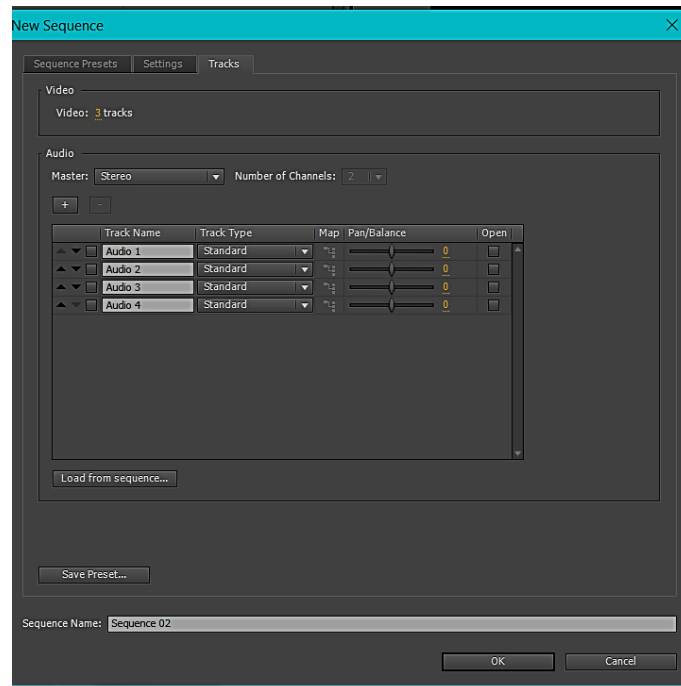 New Sequence
Sequence Presets Settings Tracks
Video
Video: 3 tracks
Audio
Master: Stereo Number of Channels: 2
+ -
Track Name Track Type Map Pan/Balance Open
Audio 1 Standard 0
Audio 2 Standard 0
Audio 3 Standard 0
Audio 4 Standard 0
Load from sequence...
Save Preset...
Sequence Name: Sequence 02
OK Cancel